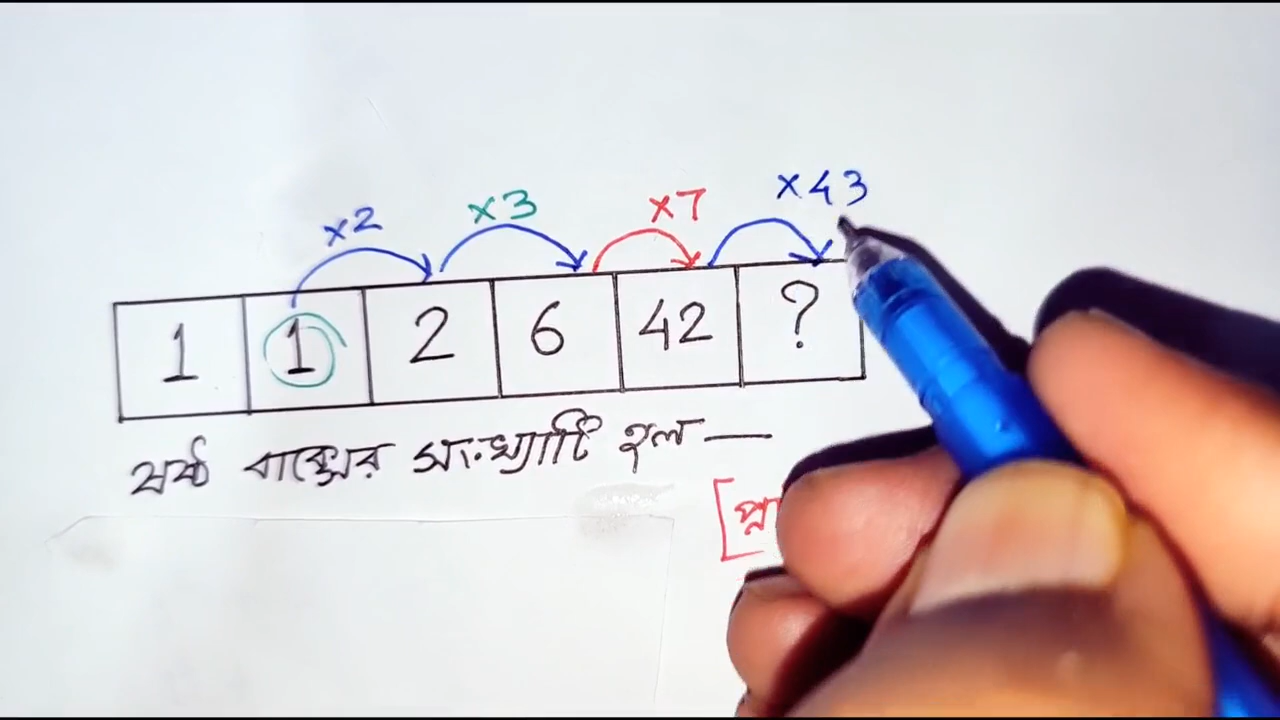 ×2 ×3 ×7 ×43
1 1 2 6 42 ?
ষষ্ঠ বাক্সের সংখ্যাটি হল —